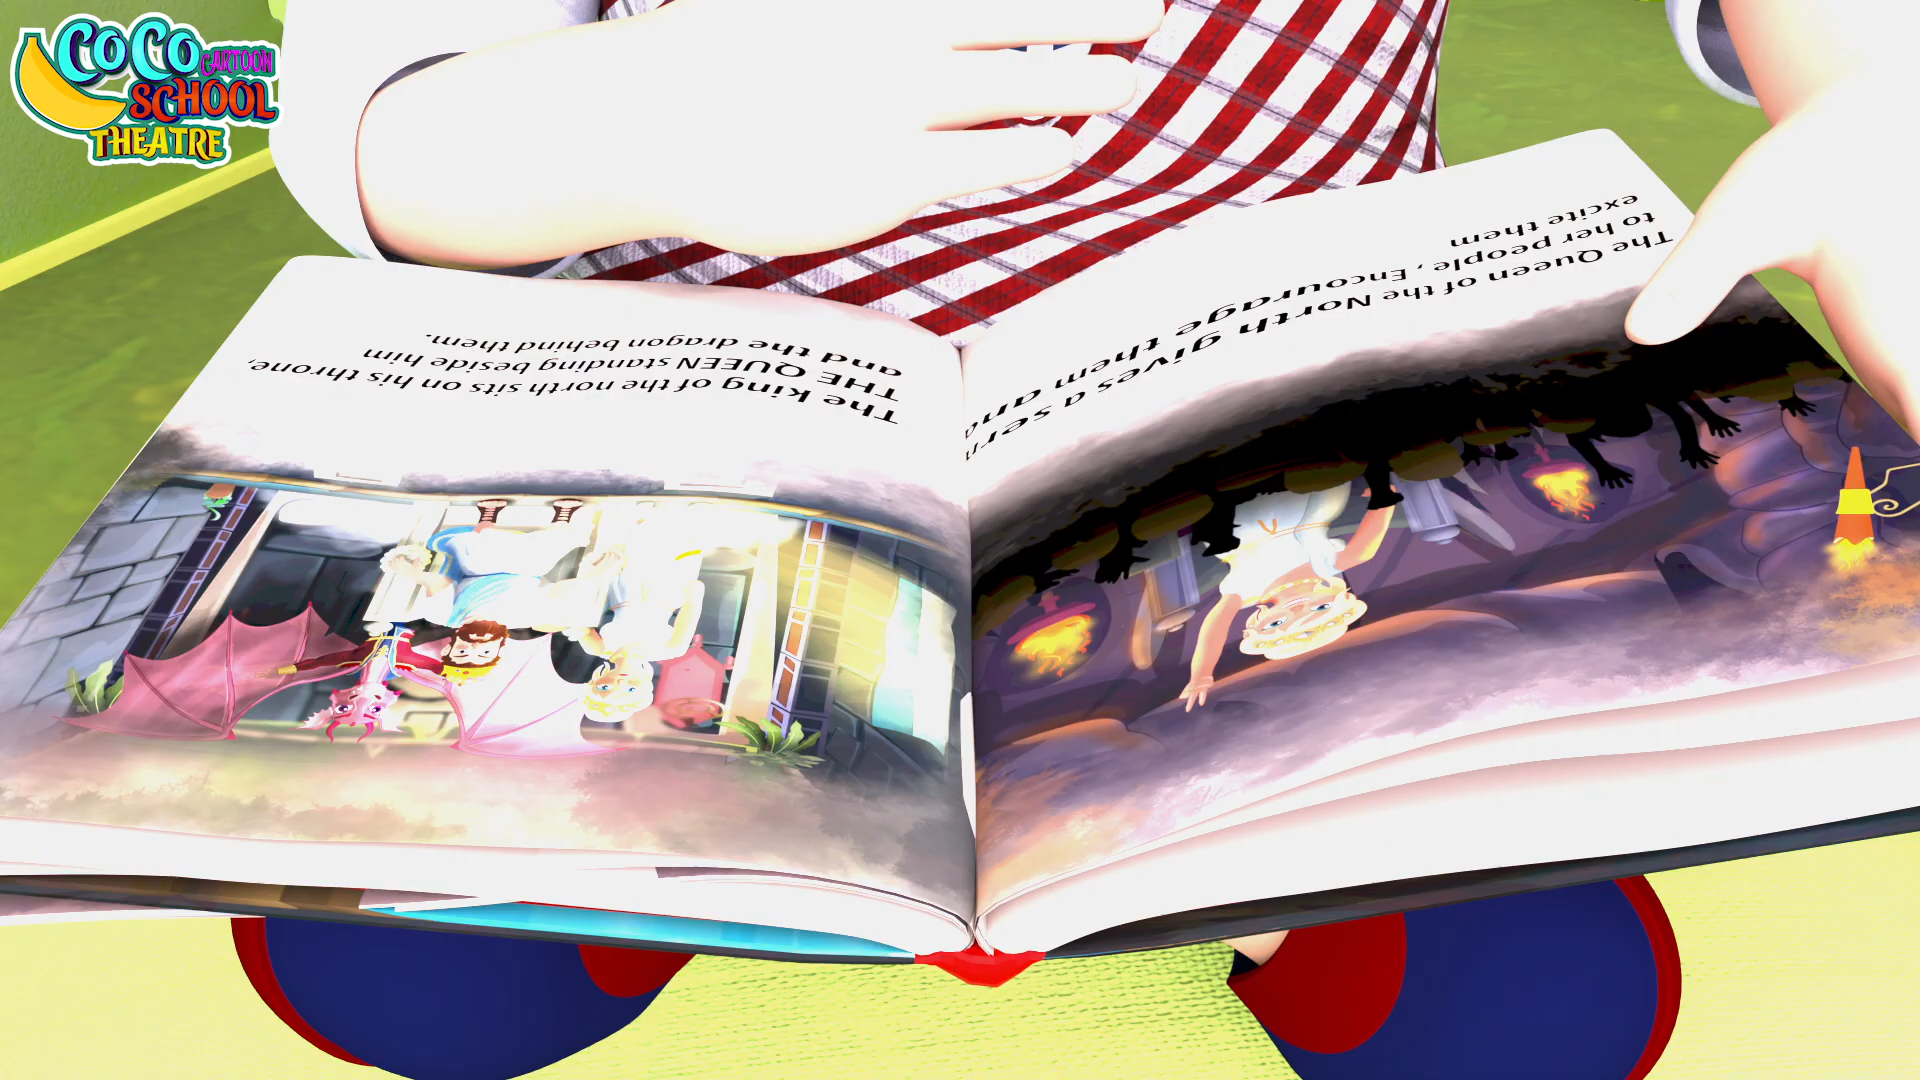 COCO
CARTOON
SCHOOL
THEATRE
The king of the north sits on his throne,
THE QUEEN standing beside him
and the dragon behind them.
The Queen of the North gives a
to her people , Encourage them and
excite them